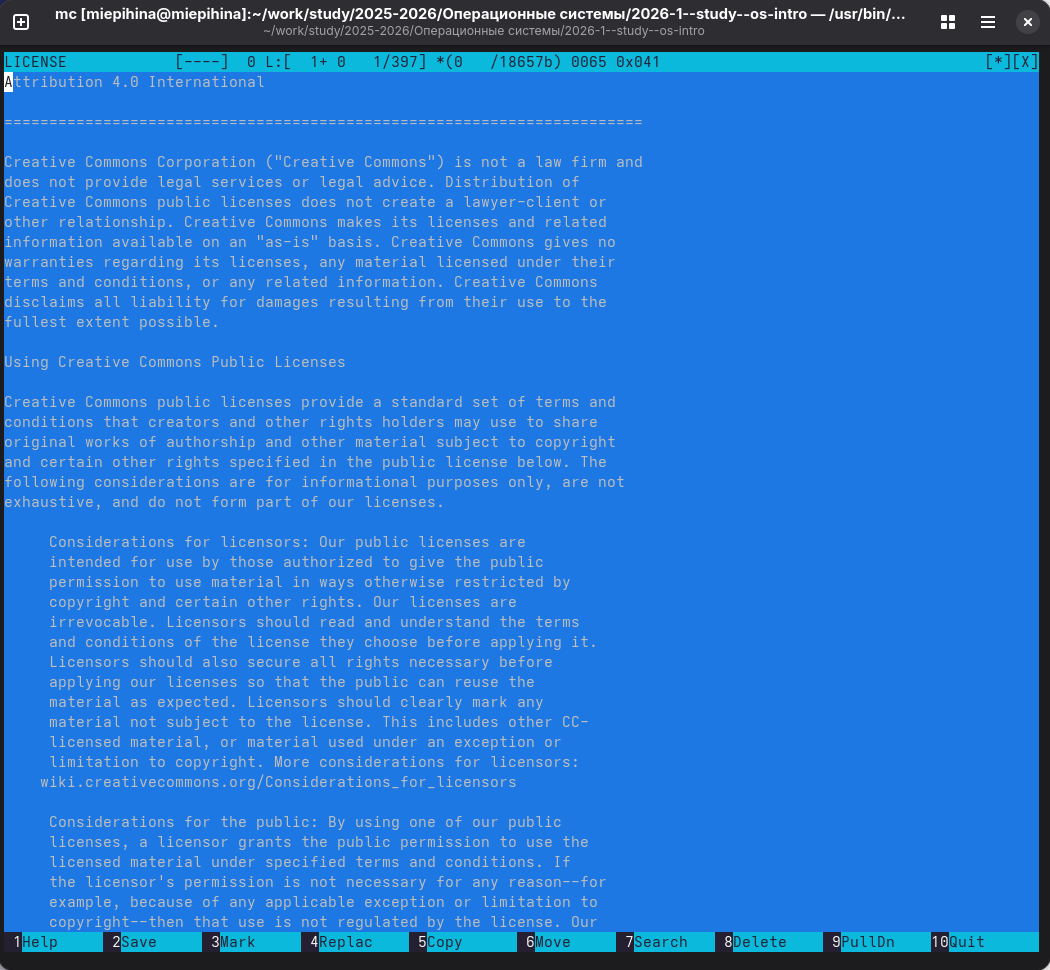 mc [miepihina@miepihina]:~/work/study/2025-2026/Операционные системы/2026-1--study--os-intro — /usr/bin/...
~/work/study/2025-2026/Операционные системы/2026-1--study--os-intro
LICENSE            [----]  0 L:[  1+ 0   1/397] *(0   /18657b) 0065 0x041                                    [*][X]
Attribution 4.0 International
=======================================================================
Creative Commons Corporation ("Creative Commons") is not a law firm and
does not provide legal services or legal advice. Distribution of
Creative Commons public licenses does not create a lawyer-client or
other relationship. Creative Commons makes its licenses and related
information available on an "as-is" basis. Creative Commons gives no
warranties regarding its licenses, any material licensed under their
terms and conditions, or any related information. Creative Commons
disclaims all liability for damages resulting from their use to the
fullest extent possible.
Using Creative Commons Public Licenses
Creative Commons public licenses provide a standard set of terms and
conditions that creators and other rights holders may use to share
original works of authorship and other material subject to copyright
and certain other rights specified in the public license below. The
following considerations are for informational purposes only, are not
exhaustive, and do not form part of our licenses.
     Considerations for licensors: Our public licenses are
     intended for use by those authorized to give the public
     permission to use material in ways otherwise restricted by
     copyright and certain other rights. Our licenses are
     irrevocable. Licensors should read and understand the terms
     and conditions of the license they choose before applying it.
     Licensors should also secure all rights necessary before
     applying our licenses so that the public can reuse the
     material as expected. Licensors should clearly mark any
     material not subject to the license. This includes other CC-
     licensed material, or material used under an exception or
     limitation to copyright. More considerations for licensors:
    wiki.creativecommons.org/Considerations_for_licensors
     Considerations for the public: By using one of our public
     licenses, a licensor grants the public permission to use the
     licensed material under specified terms and conditions. If
     the licensor's permission is not necessary for any reason--for
     example, because of any applicable exception or limitation to
     copyright--then that use is not regulated by the license. Our
1Help 2Save 3Mark 4Replac 5Copy 6Move 7Search 8Delete 9PullDn 10Quit